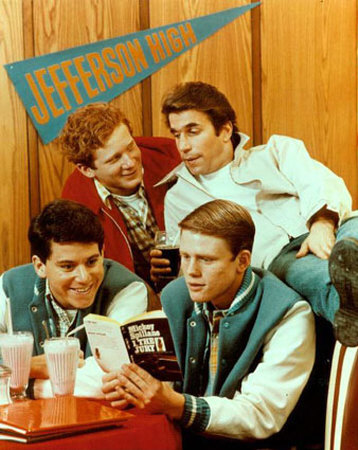 JEFFERSON HIGH
Mickey
Spillane
I, THE
JURY